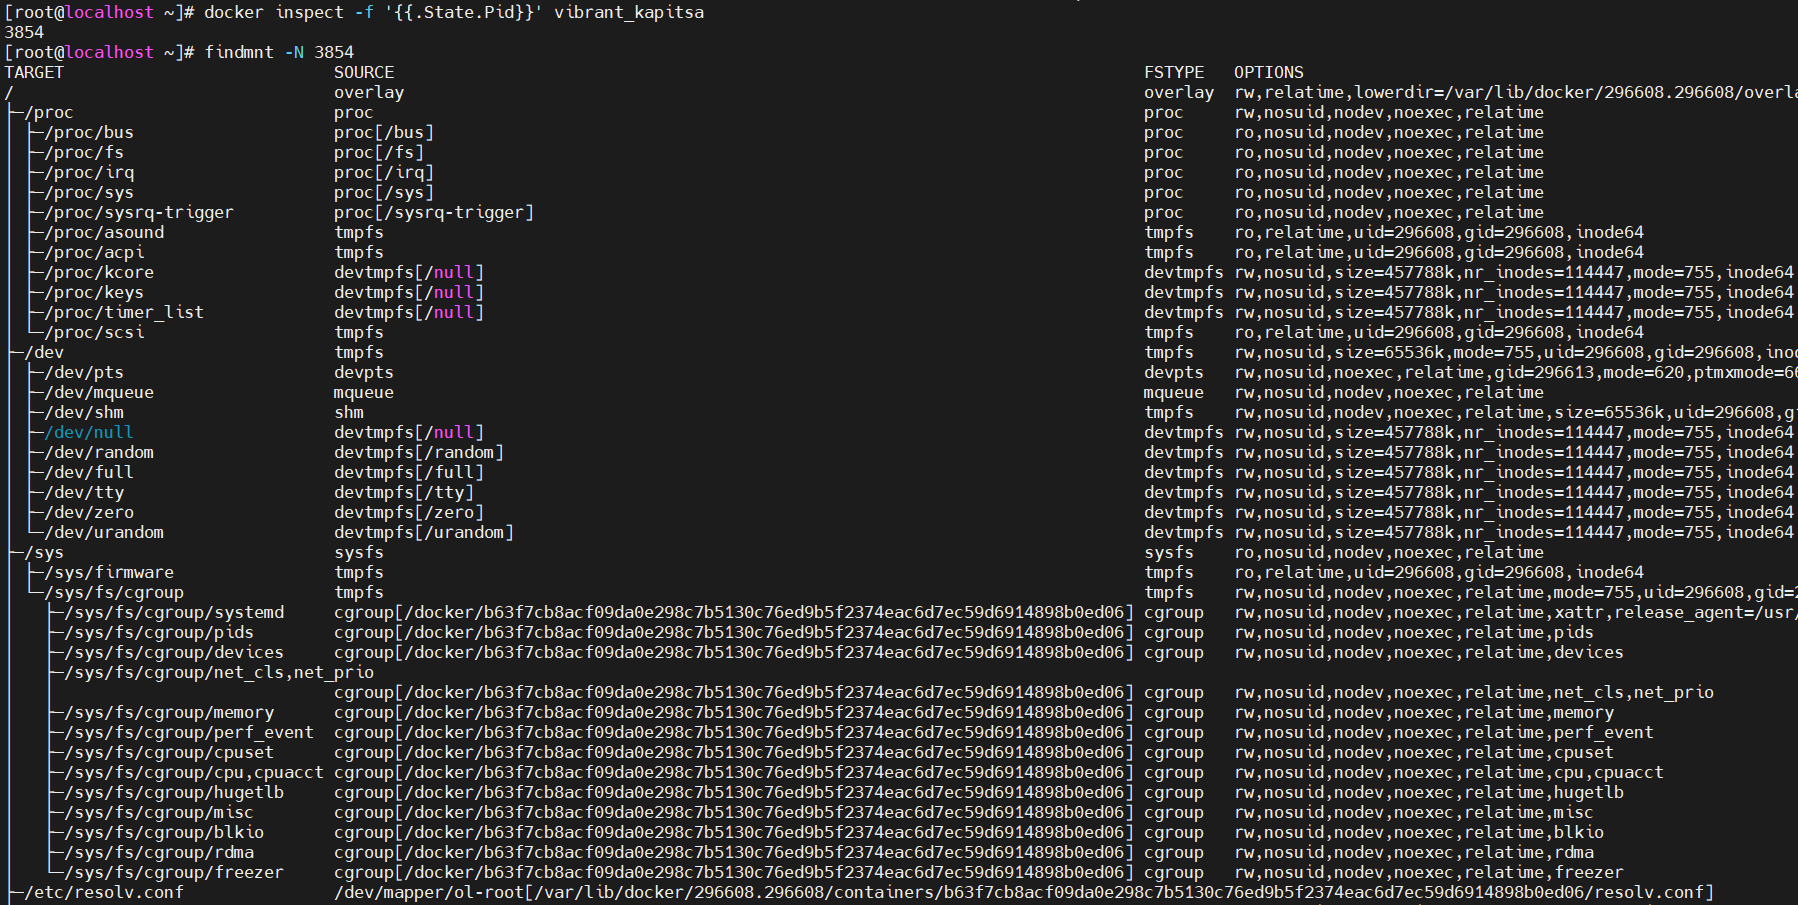 [root@localhost ~]# docker inspect -f '{{.State.Pid}}' vibrant_kapitsa
3854
[root@localhost ~]# findmnt -N 3854
TARGET SOURCE FSTYPE OPTIONS
/ overlay overlay rw,relatime,lowerdir=/var/lib/docker/296608.296608/overla
├─/proc proc proc rw,nosuid,nodev,noexec,relatime
│ ├─/proc/bus proc[/bus] proc ro,nosuid,nodev,noexec,relatime
│ ├─/proc/fs proc[/fs] proc ro,nosuid,nodev,noexec,relatime
│ ├─/proc/irq proc[/irq] proc ro,nosuid,nodev,noexec,relatime
│ ├─/proc/sys proc[/sys] proc ro,nosuid,nodev,noexec,relatime
│ ├─/proc/sysrq-trigger proc[/sysrq-trigger] proc ro,nosuid,nodev,noexec,relatime
│ ├─/proc/asound tmpfs tmpfs ro,relatime,uid=296608,gid=296608,inode64
│ ├─/proc/acpi tmpfs tmpfs ro,relatime,uid=296608,gid=296608,inode64
│ ├─/proc/kcore devtmpfs[/null] devtmpfs rw,nosuid,size=457788k,nr_inodes=114447,mode=755,inode64
│ ├─/proc/keys devtmpfs[/null] devtmpfs rw,nosuid,size=457788k,nr_inodes=114447,mode=755,inode64
│ ├─/proc/timer_list devtmpfs[/null] devtmpfs rw,nosuid,size=457788k,nr_inodes=114447,mode=755,inode64
│ └─/proc/scsi tmpfs tmpfs ro,relatime,uid=296608,gid=296608,inode64
├─/dev tmpfs tmpfs rw,nosuid,size=65536k,mode=755,uid=296608,gid=296608,ino
│ ├─/dev/pts devpts devpts rw,nosuid,noexec,relatime,gid=296613,mode=620,ptmxmode=66
│ ├─/dev/mqueue mqueue mqueue rw,nosuid,nodev,noexec,relatime
│ ├─/dev/shm shm tmpfs rw,nosuid,nodev,noexec,relatime,size=65536k,uid=296608,g
│ ├─/dev/null devtmpfs[/null] devtmpfs rw,nosuid,size=457788k,nr_inodes=114447,mode=755,inode64
│ ├─/dev/random devtmpfs[/random] devtmpfs rw,nosuid,size=457788k,nr_inodes=114447,mode=755,inode64
│ ├─/dev/full devtmpfs[/full] devtmpfs rw,nosuid,size=457788k,nr_inodes=114447,mode=755,inode64
│ ├─/dev/tty devtmpfs[/tty] devtmpfs rw,nosuid,size=457788k,nr_inodes=114447,mode=755,inode64
│ ├─/dev/zero devtmpfs[/zero] devtmpfs rw,nosuid,size=457788k,nr_inodes=114447,mode=755,inode64
│ └─/dev/urandom devtmpfs[/urandom] devtmpfs rw,nosuid,size=457788k,nr_inodes=114447,mode=755,inode64
├─/sys sysfs sysfs ro,nosuid,nodev,noexec,relatime
│ ├─/sys/firmware tmpfs tmpfs ro,relatime,uid=296608,gid=296608,inode64
│ └─/sys/fs/cgroup tmpfs tmpfs rw,nosuid,nodev,noexec,relatime,mode=755,uid=296608,gid=2
│   ├─/sys/fs/cgroup/systemd cgroup[/docker/b63f7cb8acf09da0e298c7b5130c76ed9b5f2374eac6d7ec59d6914898b0ed06] cgroup rw,nosuid,nodev,noexec,relatime,xattr,release_agent=/usr/
│   ├─/sys/fs/cgroup/pids cgroup[/docker/b63f7cb8acf09da0e298c7b5130c76ed9b5f2374eac6d7ec59d6914898b0ed06] cgroup rw,nosuid,nodev,noexec,relatime,pids
│   ├─/sys/fs/cgroup/devices cgroup[/docker/b63f7cb8acf09da0e298c7b5130c76ed9b5f2374eac6d7ec59d6914898b0ed06] cgroup rw,nosuid,nodev,noexec,relatime,devices
│   ├─/sys/fs/cgroup/net_cls,net_prio
│   │ cgroup[/docker/b63f7cb8acf09da0e298c7b5130c76ed9b5f2374eac6d7ec59d6914898b0ed06] cgroup rw,nosuid,nodev,noexec,relatime,net_cls,net_prio
│   ├─/sys/fs/cgroup/memory cgroup[/docker/b63f7cb8acf09da0e298c7b5130c76ed9b5f2374eac6d7ec59d6914898b0ed06] cgroup rw,nosuid,nodev,noexec,relatime,memory
│   ├─/sys/fs/cgroup/perf_event cgroup[/docker/b63f7cb8acf09da0e298c7b5130c76ed9b5f2374eac6d7ec59d6914898b0ed06] cgroup rw,nosuid,nodev,noexec,relatime,perf_event
│   ├─/sys/fs/cgroup/cpuset cgroup[/docker/b63f7cb8acf09da0e298c7b5130c76ed9b5f2374eac6d7ec59d6914898b0ed06] cgroup rw,nosuid,nodev,noexec,relatime,cpuset
│   ├─/sys/fs/cgroup/cpu,cpuacct cgroup[/docker/b63f7cb8acf09da0e298c7b5130c76ed9b5f2374eac6d7ec59d6914898b0ed06] cgroup rw,nosuid,nodev,noexec,relatime,cpu,cpuacct
│   ├─/sys/fs/cgroup/hugetlb cgroup[/docker/b63f7cb8acf09da0e298c7b5130c76ed9b5f2374eac6d7ec59d6914898b0ed06] cgroup rw,nosuid,nodev,noexec,relatime,hugetlb
│   ├─/sys/fs/cgroup/misc cgroup[/docker/b63f7cb8acf09da0e298c7b5130c76ed9b5f2374eac6d7ec59d6914898b0ed06] cgroup rw,nosuid,nodev,noexec,relatime,misc
│   ├─/sys/fs/cgroup/blkio cgroup[/docker/b63f7cb8acf09da0e298c7b5130c76ed9b5f2374eac6d7ec59d6914898b0ed06] cgroup rw,nosuid,nodev,noexec,relatime,blkio
│   ├─/sys/fs/cgroup/rdma cgroup[/docker/b63f7cb8acf09da0e298c7b5130c76ed9b5f2374eac6d7ec59d6914898b0ed06] cgroup rw,nosuid,nodev,noexec,relatime,rdma
│   └─/sys/fs/cgroup/freezer cgroup[/docker/b63f7cb8acf09da0e298c7b5130c76ed9b5f2374eac6d7ec59d6914898b0ed06] cgroup rw,nosuid,nodev,noexec,relatime,freezer
├─/etc/resolv.conf /dev/mapper/ol-root[/var/lib/docker/296608.296608/containers/b63f7cb8acf09da0e298c7b5130c76ed9b5f2374eac6d7ec59d6914898b0ed06/resolv.conf]